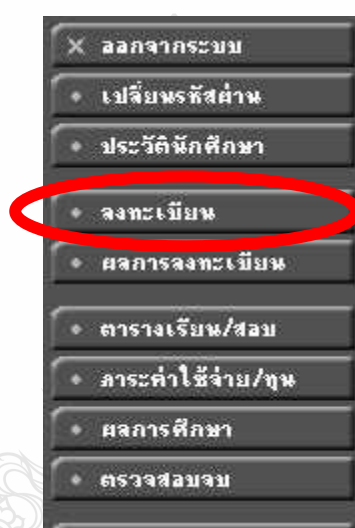 ออกจากระบบ
เปลี่ยนรหัสผ่าน
ประวัตินักศึกษา
ลงทะเบียน
ผลการลงทะเบียน
ตารางเรียน/สอบ
ภาระค่าใช้จ่าย/ทุน
ผลการศึกษา
ตรวจสอบจบ